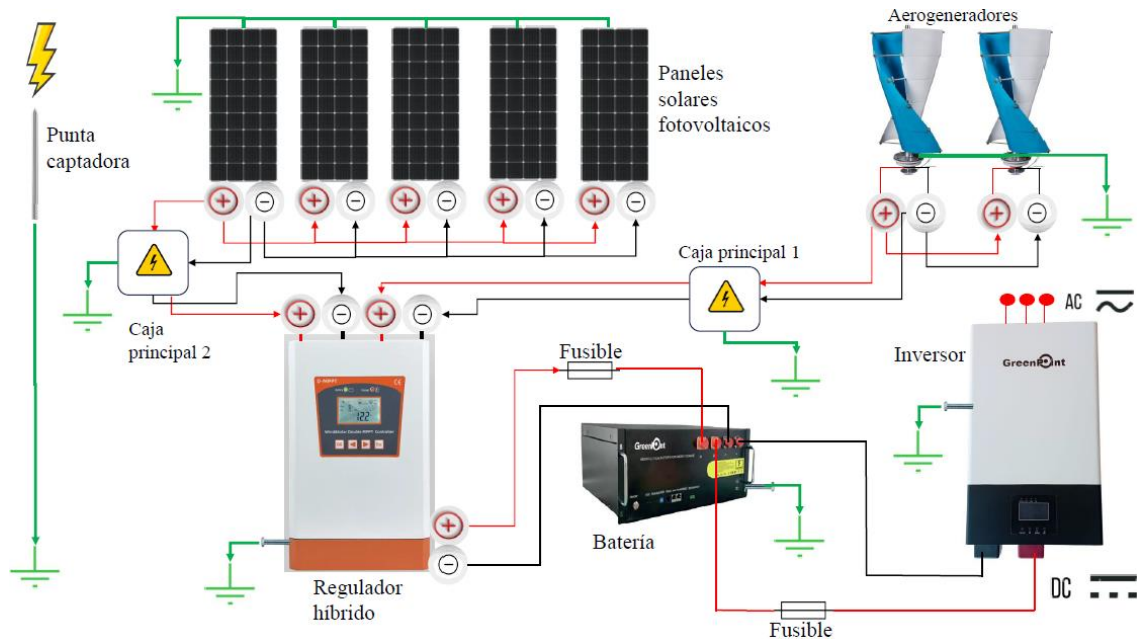 Aerogeneradores
Paneles
solares
fotovoltaicos
Punta
captadora
Caja principal 1
Caja
principal 2
AC
Inversor
GreenPoint
Fusible
122
GreenPoint
Batería
Regulador
híbrido
DC
Fusible